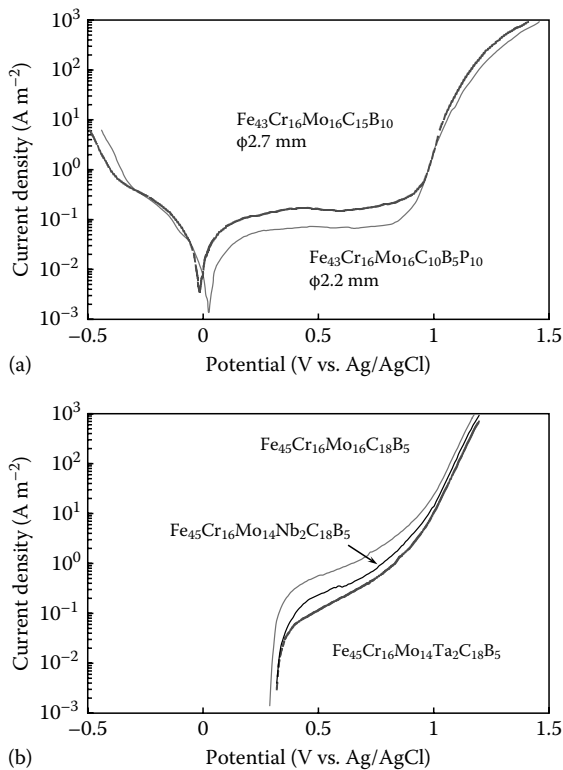 10³
10²
10¹
10⁰
10⁻¹
10⁻²
10⁻³
Current density (A m⁻²)
Fe₄₃Cr₁₆Mo₁₆C₁₅B₁₀
ϕ2.7 mm
Fe₄₃Cr₁₆Mo₁₆C₁₀B₅P₁₀
ϕ2.2 mm
−0.5 0 0.5 1 1.5
(a) Potential (V vs. Ag/AgCl)
10³
10²
10¹
10⁰
10⁻¹
10⁻²
10⁻³
Current density (A m⁻²)
Fe₄₅Cr₁₆Mo₁₆C₁₈B₅
Fe₄₅Cr₁₆Mo₁₄Nb₂C₁₈B₅
Fe₄₅Cr₁₆Mo₁₄Ta₂C₁₈B₅
−0.5 0 0.5 1 1.5
(b) Potential (V vs. Ag/AgCl)